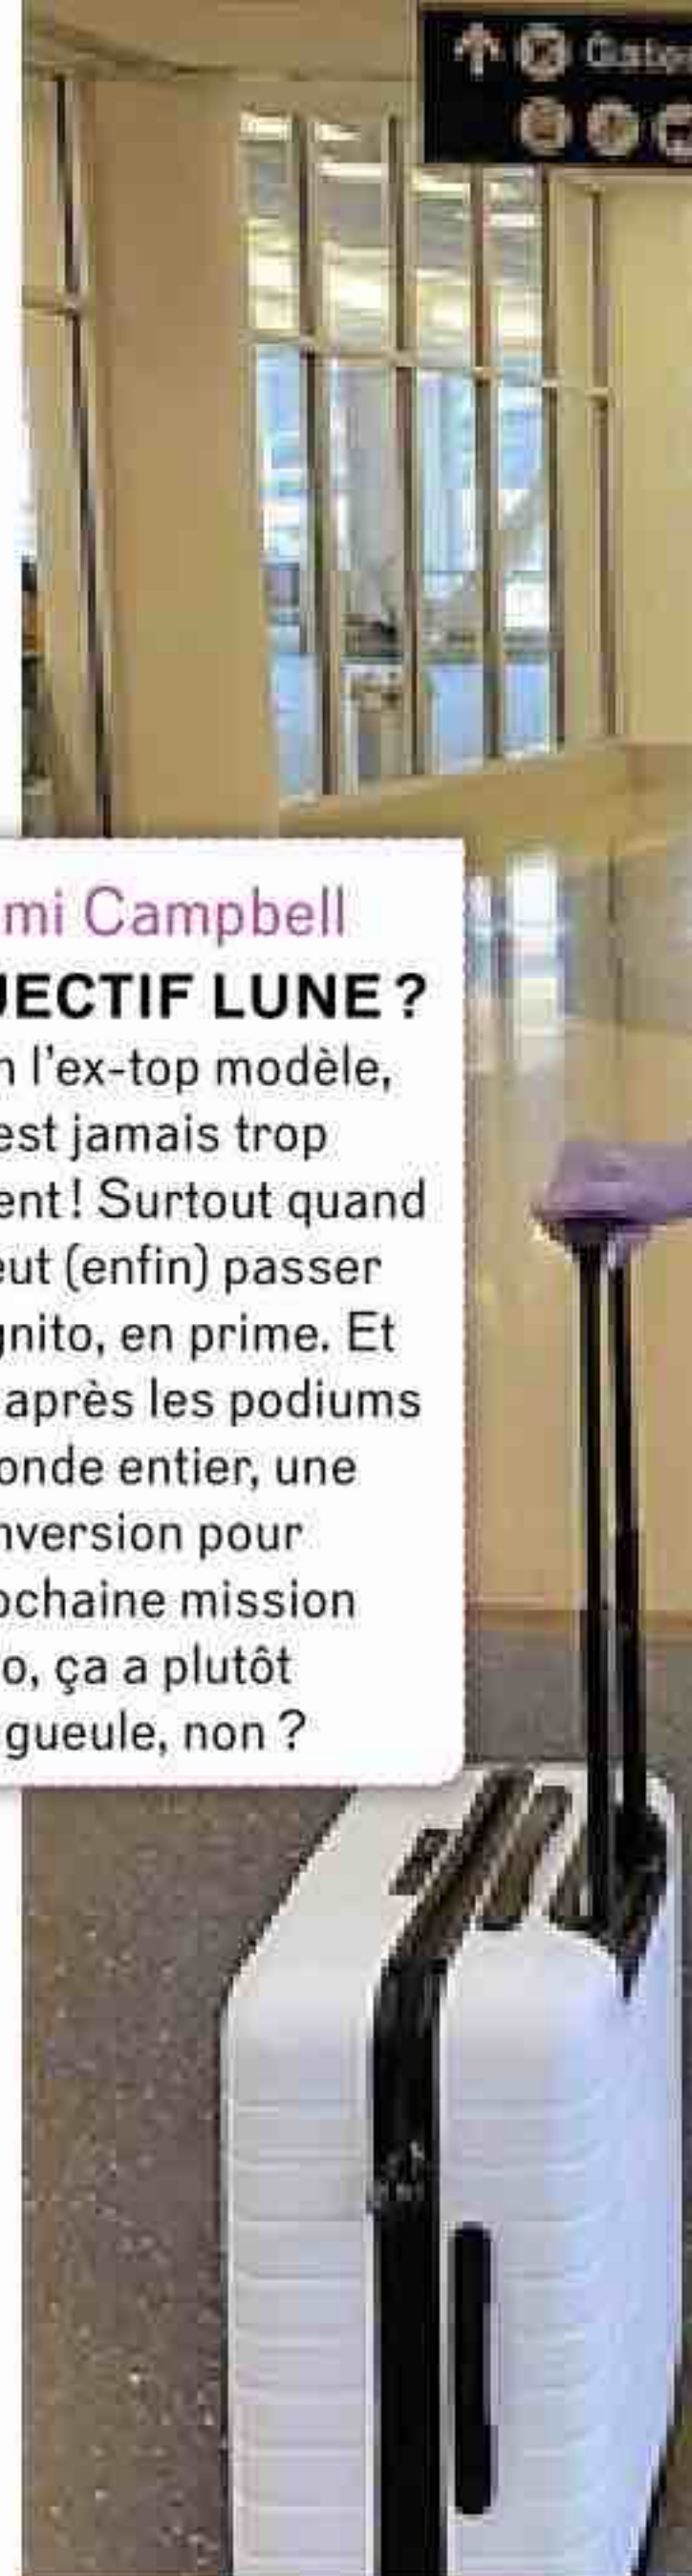 mi Campbell
JECTIF LUNE ?
n l'ex-top modèle,
est jamais trop
ent ! Surtout quand
eut (enfin) passer
gnito, en prime. Et
après les podiums
onde entier, une
nversion pour
ochaine mission
o, ça a plutôt
gueule, non ?